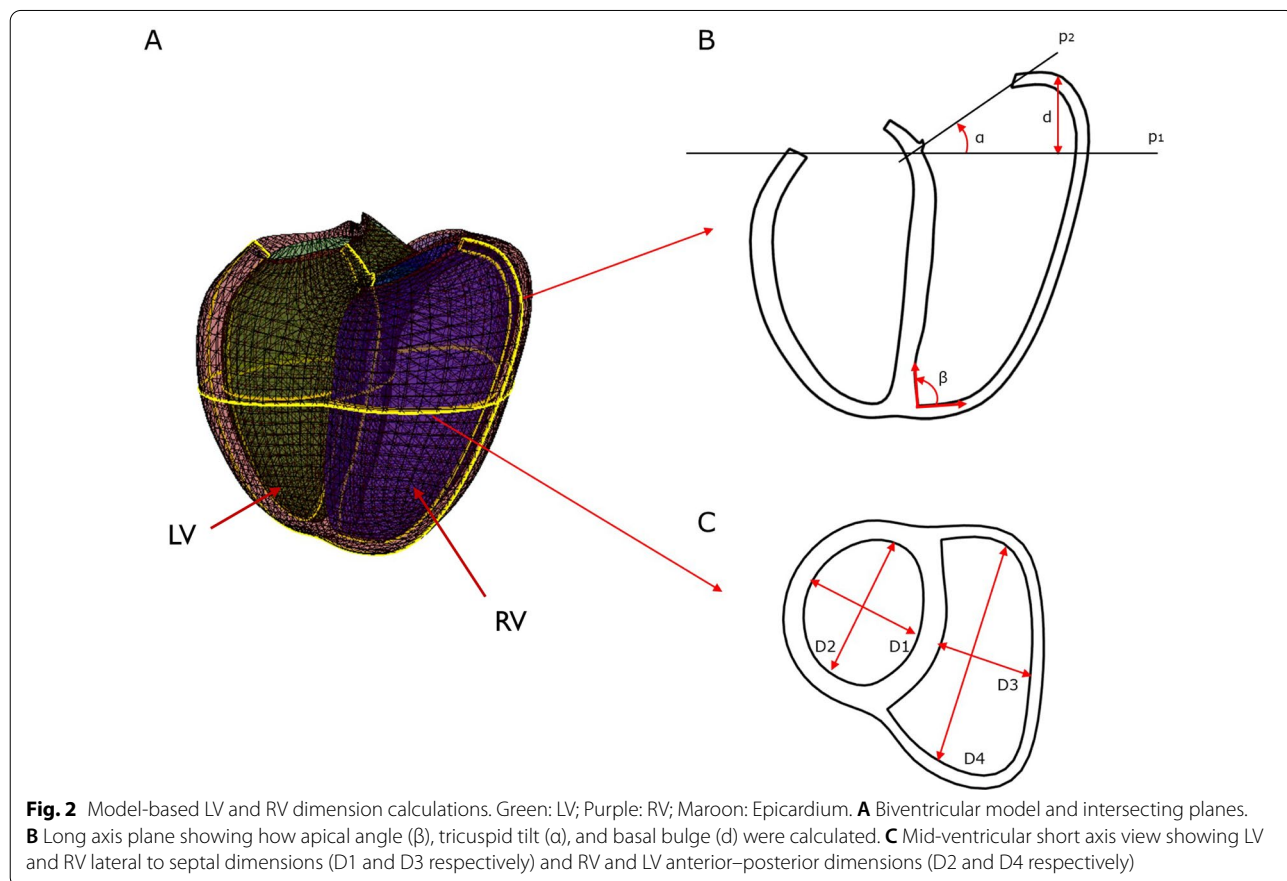 A
B
p2
d
α
p1
β
LV
RV
C
D2
D1
D3
D4
Fig. 2 Model-based LV and RV dimension calculations. Green: LV; Purple: RV; Maroon: Epicardium. A Biventricular model and intersecting planes.
B Long axis plane showing how apical angle (β), tricuspid tilt (α), and basal bulge (d) were calculated. C Mid-ventricular short axis view showing LV
and RV lateral to septal dimensions (D1 and D3 respectively) and RV and LV anterior–posterior dimensions (D2 and D4 respectively)